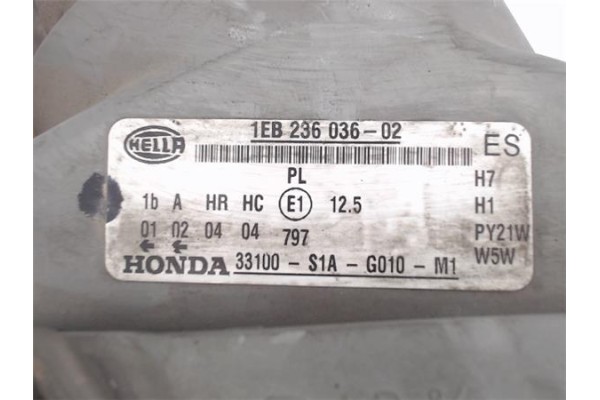 HELLA
1EB 236 036-02
ES
PL
H7
1b A HR HC E1 12.5
H1
01 02 04 04 797
PY21W
HONDA 33100 - S1A - G010 - M1
W5W